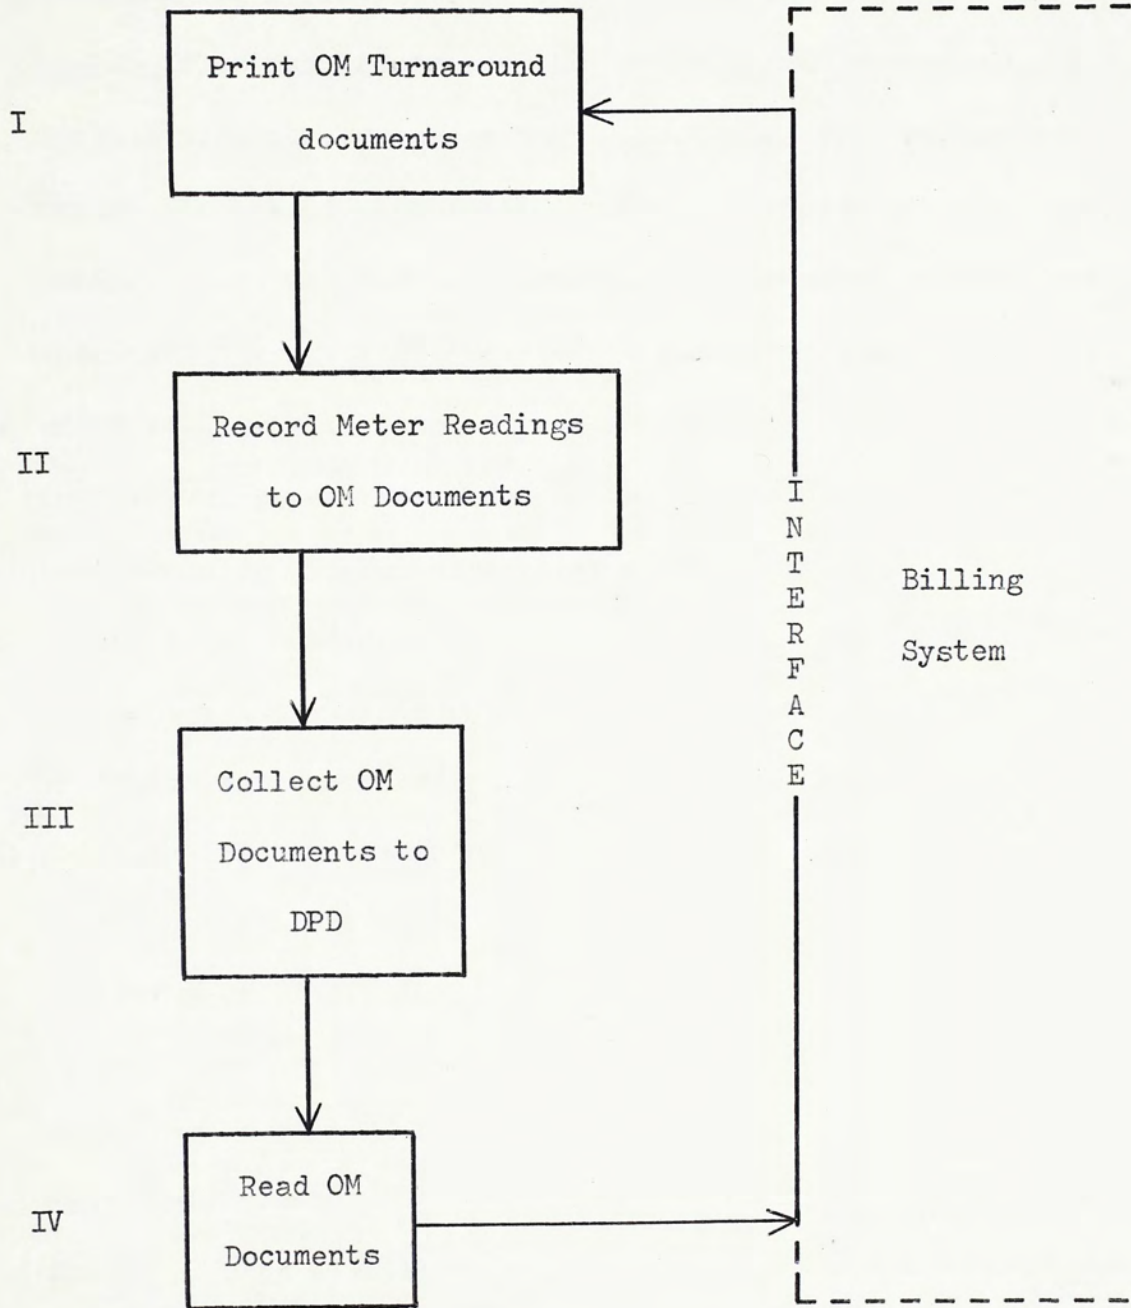 I
Print OM Turnaround
documents
II
Record Meter Readings
to OM Documents
III
Collect OM
Documents to
DPD
IV
Read OM
Documents
INTERFACE
Billing
System